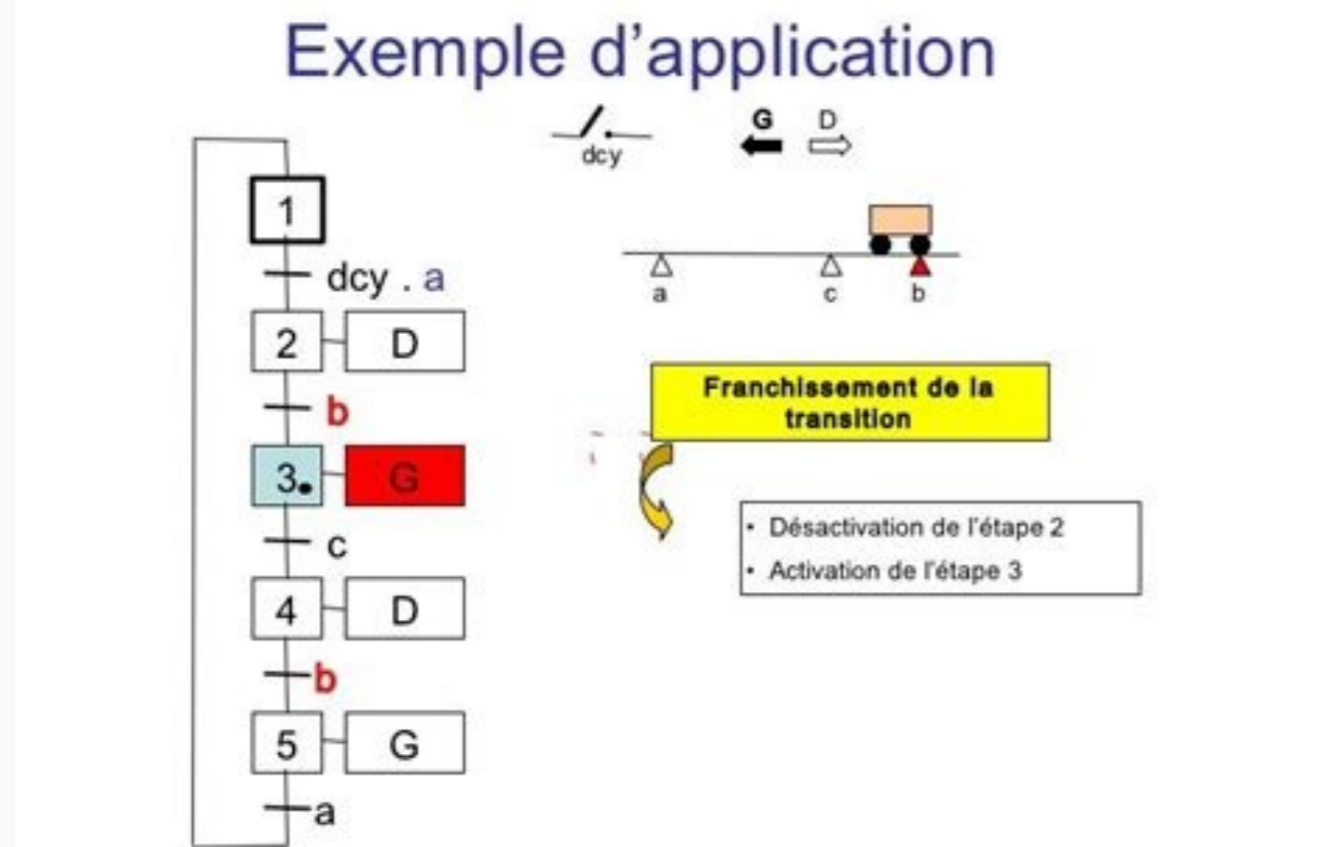 Exemple d'application
dcy
G
D
1
dcy . a
2
D
b
3
G
c
4
D
b
5
G
a
a
c
b
Franchissement de la
transition
• Désactivation de l'étape 2
• Activation de l'étape 3